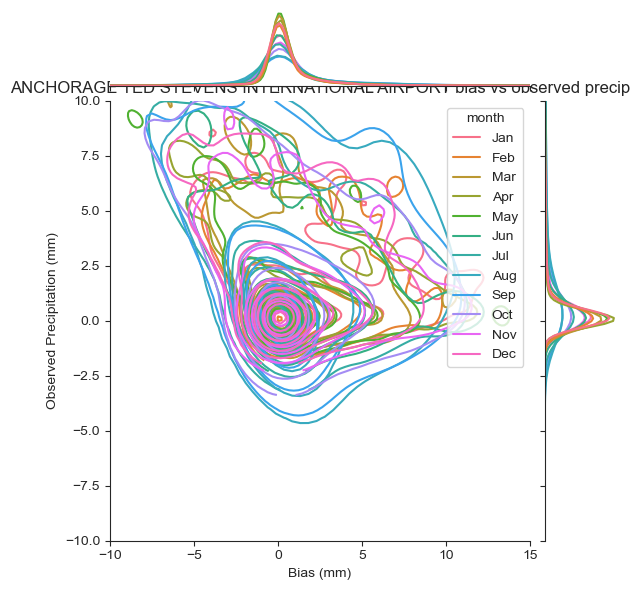 ANCHORAGE TED STEVENS INTERNATIONAL AIRPORT bias vs observed precip
month
Jan
Feb
Mar
Apr
May
Jun
Jul
Aug
Sep
Oct
Nov
Dec
10.0
7.5
5.0
2.5
0.0
−2.5
−5.0
−7.5
−10.0
Observed Precipitation (mm)
−10
−5
0
5
10
15
Bias (mm)